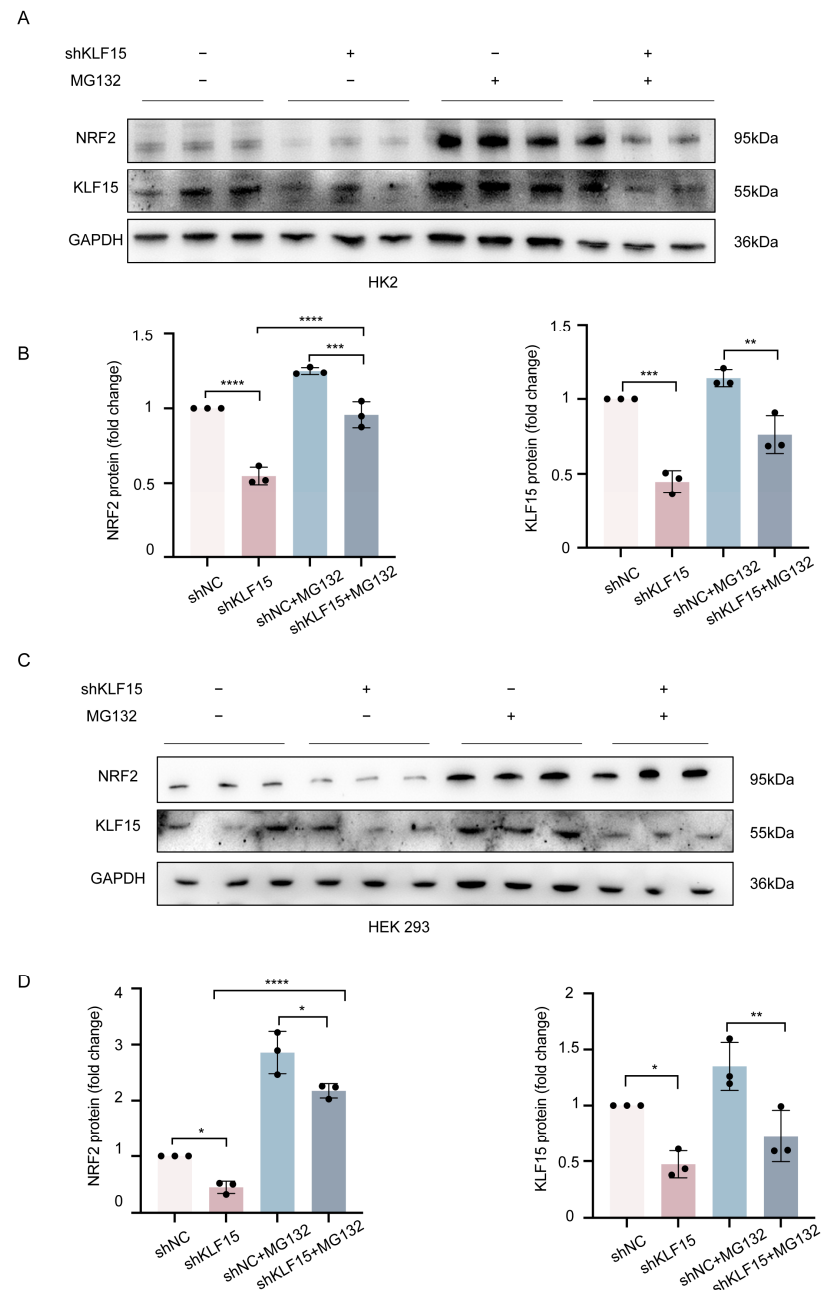 A
shKLF15 – + – +
MG132 – – + +
NRF2 95kDa
KLF15 55kDa
GAPDH 36kDa
HK2
B
NRF2 protein (fold change)
1.5
1
0.5
0
****
****
***
shNC
shKLF15
shNC+MG132
shKLF15+MG132
KLF15 protein (fold change)
1.5
1
0.5
0
***
**
shNC
shKLF15
shNC+MG132
shKLF15+MG132
C
shKLF15 – + – +
MG132 – – + +
NRF2 95kDa
KLF15 55kDa
GAPDH 36kDa
HEK 293
D
NRF2 protein (fold change)
4
3
2
1
0
*
****
*
shNC
shKLF15
shNC+MG132
shKLF15+MG132
KLF15 protein (fold change)
2
1.5
1
0.5
0
*
**
shNC
shKLF15
shNC+MG132
shKLF15+MG132